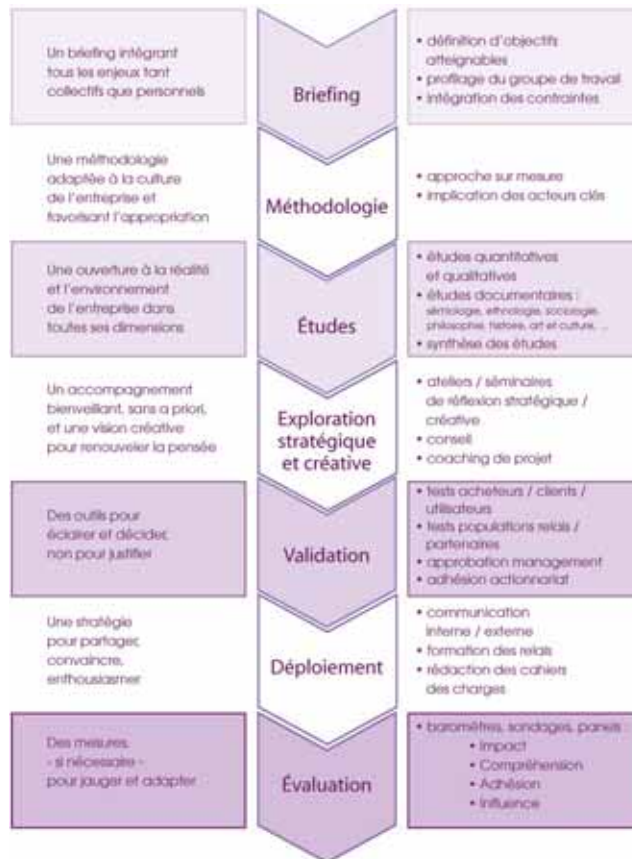 Un briefing intégrant
tous les enjeux tant
collectifs que personnels
Briefing
• définition d'objectifs
atteignables
• profilage du groupe de travail
• intégration des contraintes
Une méthodologie
adaptée à la culture
de l'entreprise et
favorisant l'appropriation
Méthodologie
• approche sur mesure
• implication des acteurs clés
Une ouverture à la réalité
et l'environnement
de l'entreprise dans
toutes ses dimensions
Études
• études quantitatives
et qualitatives
• études documentaires :
sémiologie, ethnologie, sociologie,
philosophie, histoire, art et culture, ...
• synthèse des études
Un accompagnement
bienveillant, sans a priori,
et une vision créative
pour renouveler la pensée
Exploration
stratégique
et créative
• ateliers / séminaires
de réflexion stratégique /
créative
• conseil
• coaching de projet
Des outils pour
éclairer et décider,
non pour justifier
Validation
• tests acheteurs / clients /
utilisateurs
• tests populations relais /
partenaires
• approbation management
• adhésion actionnariat
Une stratégie
pour partager,
convaincre,
enthousiasmer
Déploiement
• communication
interne / externe
• formation des relais
• rédaction des cahiers
des charges
Des mesures,
- si nécessaire -
pour jauger et adapter
Évaluation
• baromètres, sondages, panels :
• Impact
• Compréhension
• Adhésion
• Influence